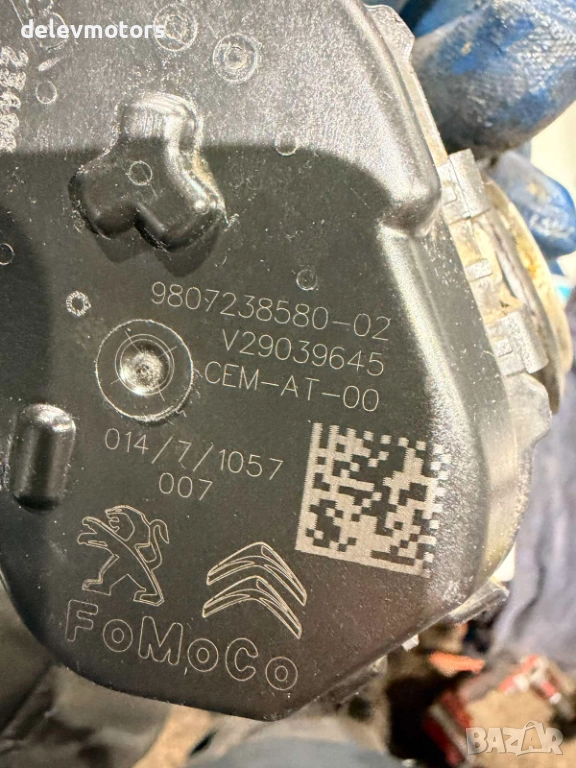 delevmotors
9807238580-02
V29039645
CEM-AT-00
014/7/1057
007
FoMoCo
BAZAR